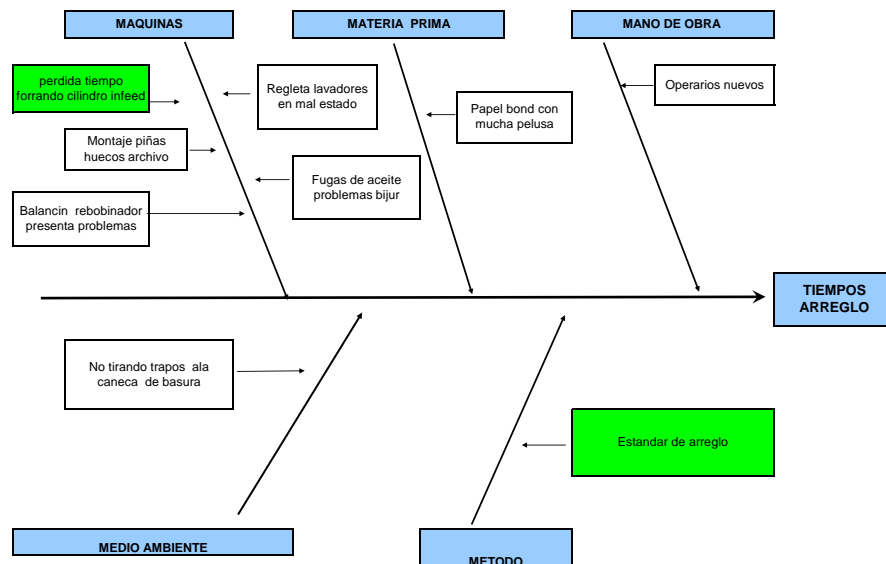 MAQUINAS
MATERIA PRIMA
MANO DE OBRA
perdida tiempo
forrando cilindro infeed
Regleta lavadores
en mal estado
Papel bond con
mucha pelusa
Operarios nuevos
Montaje piñas
huecos archivo
Fugas de aceite
problemas bijur
Balancin rebobinador
presenta problemas
TIEMPOS
ARREGLO
No tirando trapos ala
caneca de basura
Estandar de arreglo
MEDIO AMBIENTE
METODO